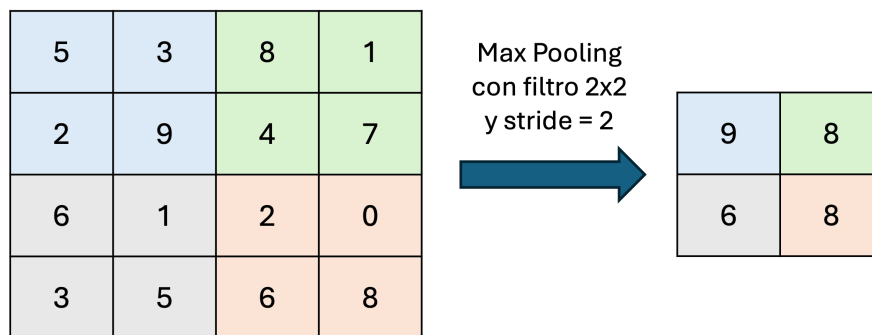 5 3 8 1
2 9 4 7
6 1 2 0
3 5 6 8
Max Pooling
con filtro 2x2
y stride = 2
9 8
6 8